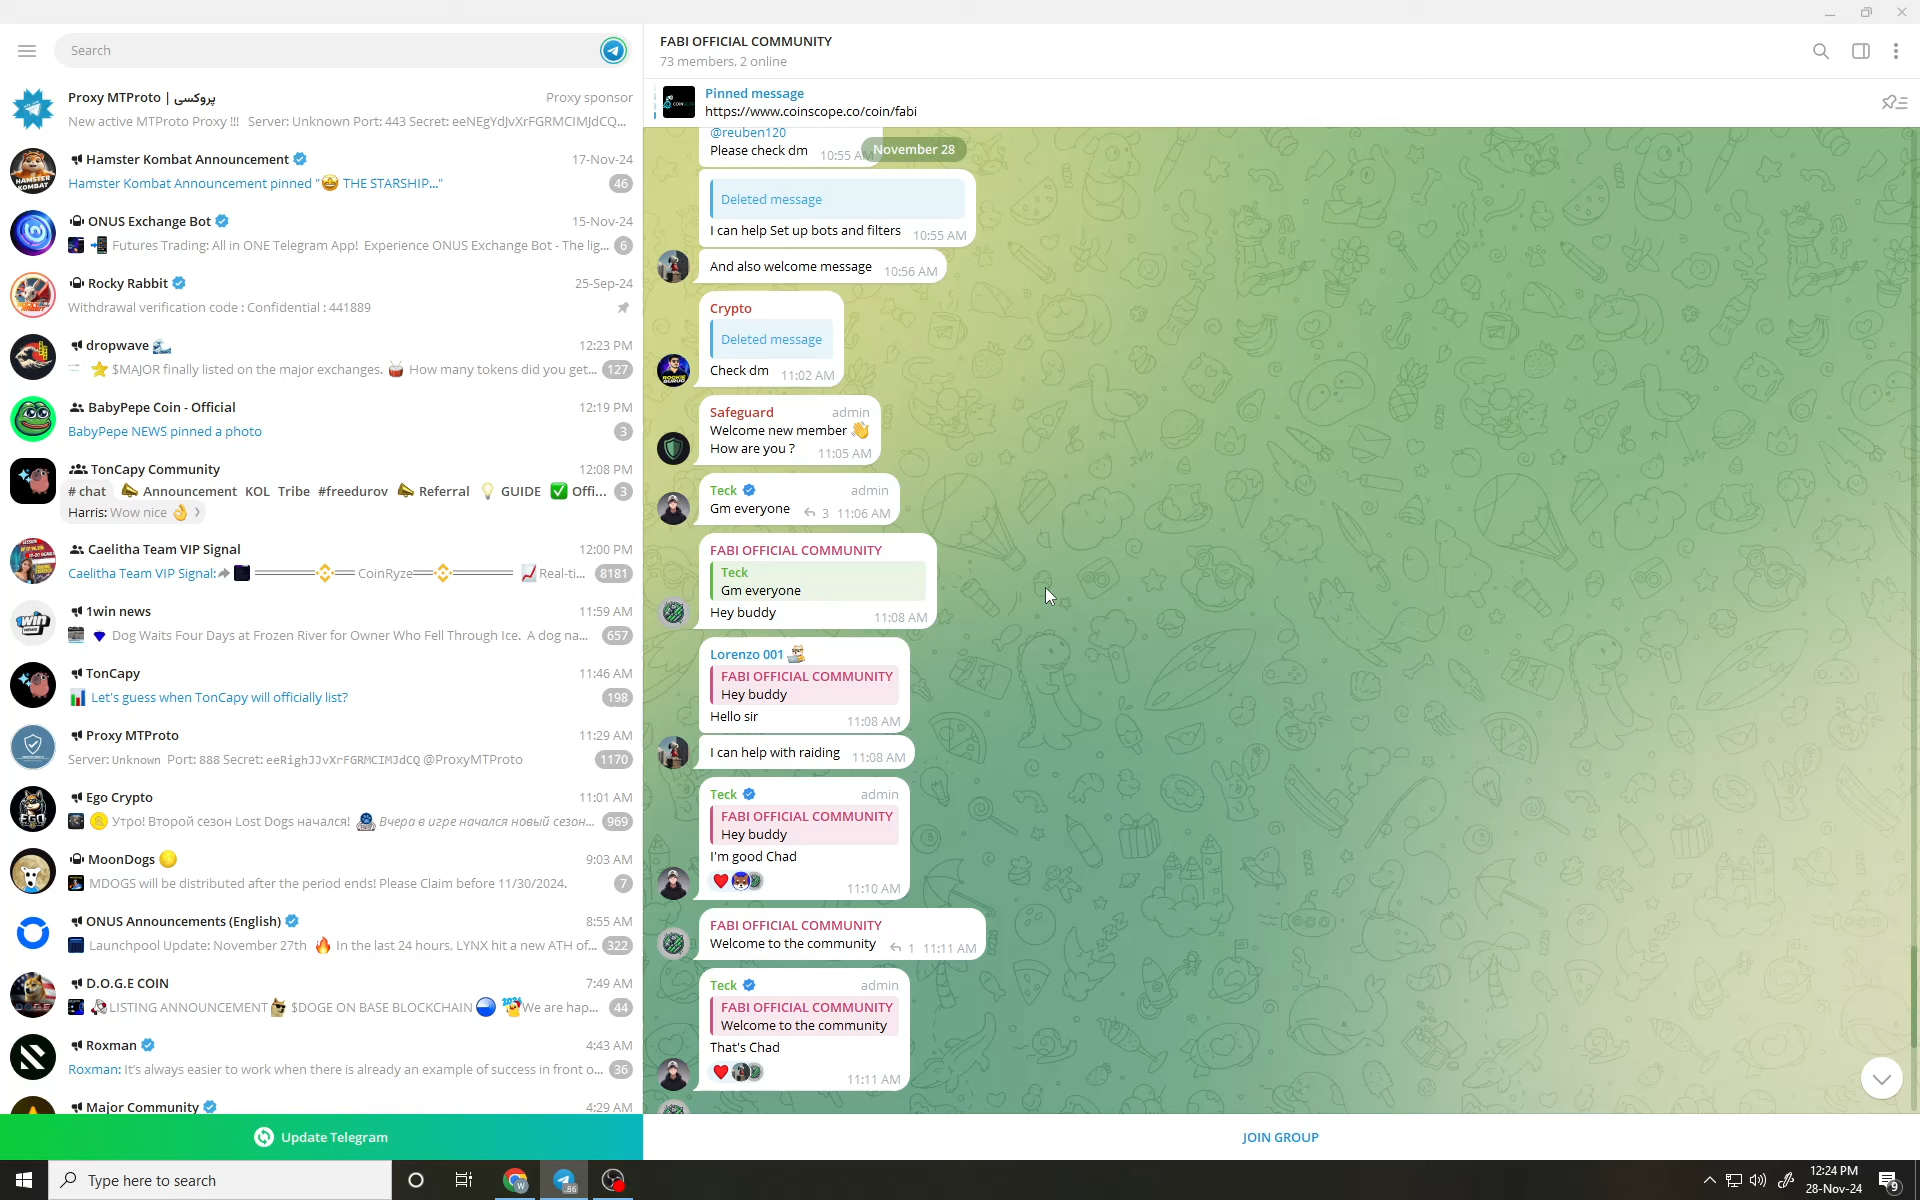 Search
Proxy MTProto | پروکسی
Proxy sponsor
New active MTProto Proxy !!! Server: Unknown Port: 443 Secret: eeNEgYdJvXrFGRMCIMJdCQ...
Hamster Kombat Announcement
17-Nov-24
Hamster Kombat Announcement pinned "🤩 THE STARSHIP..."
46
ONUS Exchange Bot
15-Nov-24
📲 Futures Trading: All in ONE Telegram App! Experience ONUS Exchange Bot - The lig...
6
Rocky Rabbit
25-Sep-24
Withdrawal verification code : Confidential : 441889
dropwave 🌊
12:23 PM
⭐ $MAJOR finally listed on the major exchanges. 🥁 How many tokens did you get...
127
BabyPepe Coin - Official
12:19 PM
BabyPepe NEWS pinned a photo
3
TonCapy Community
12:08 PM
# chat 📣 Announcement KOL Tribe #freedurov 📣 Referral 💡 GUIDE ✅ Offi...
3
Harris: Wow nice 👌
Caelitha Team VIP Signal
12:00 PM
Caelitha Team VIP Signal: CoinRyze 📈 Real-ti...
8181
1win news
11:59 AM
Dog Waits Four Days at Frozen River for Owner Who Fell Through Ice. A dog na...
657
TonCapy
11:46 AM
📊 Let's guess when TonCapy will officially list?
198
Proxy MTProto
11:29 AM
Server: Unknown Port: 888 Secret: eeRighJJvXrFGRMCIMJdCQ @ProxyMTProto
1170
Ego Crypto
11:01 AM
Утро! Второй сезон Lost Dogs начался! Вчера в игре начался новый сезон...
969
MoonDogs
9:03 AM
MDOGS will be distributed after the period ends! Please Claim before 11/30/2024.
7
ONUS Announcements (English)
8:55 AM
Launchpool Update: November 27th 🔥 In the last 24 hours, LYNX hit a new ATH of...
322
D.O.G.E COIN
7:49 AM
LISTING ANNOUNCEMENT $DOGE ON BASE BLOCKCHAIN We are hap...
44
Roxman
4:43 AM
Roxman: It's always easier to work when there is already an example of success in front o...
36
Major Community
4:29 AM
Update Telegram
FABI OFFICIAL COMMUNITY
73 members, 2 online
Pinned message
https://www.coinscope.co/coin/fabi
November 28
@reuben120
Please check dm 10:55 AM
Deleted message
I can help Set up bots and filters 10:55 AM
And also welcome message 10:56 AM
Crypto
Deleted message
Check dm 11:02 AM
Safeguard admin
Welcome new member 👋
How are you ? 11:05 AM
Teck admin
Gm everyone 3 11:06 AM
FABI OFFICIAL COMMUNITY
Teck
Gm everyone
Hey buddy 11:08 AM
Lorenzo 001
FABI OFFICIAL COMMUNITY
Hey buddy
Hello sir 11:08 AM
I can help with raiding 11:08 AM
Teck admin
FABI OFFICIAL COMMUNITY
Hey buddy
I'm good Chad
11:10 AM
FABI OFFICIAL COMMUNITY
Welcome to the community 1 11:11 AM
Teck admin
FABI OFFICIAL COMMUNITY
Welcome to the community
That's Chad
11:11 AM
JOIN GROUP
Type here to search
86
12:24 PM
28-Nov-24
9